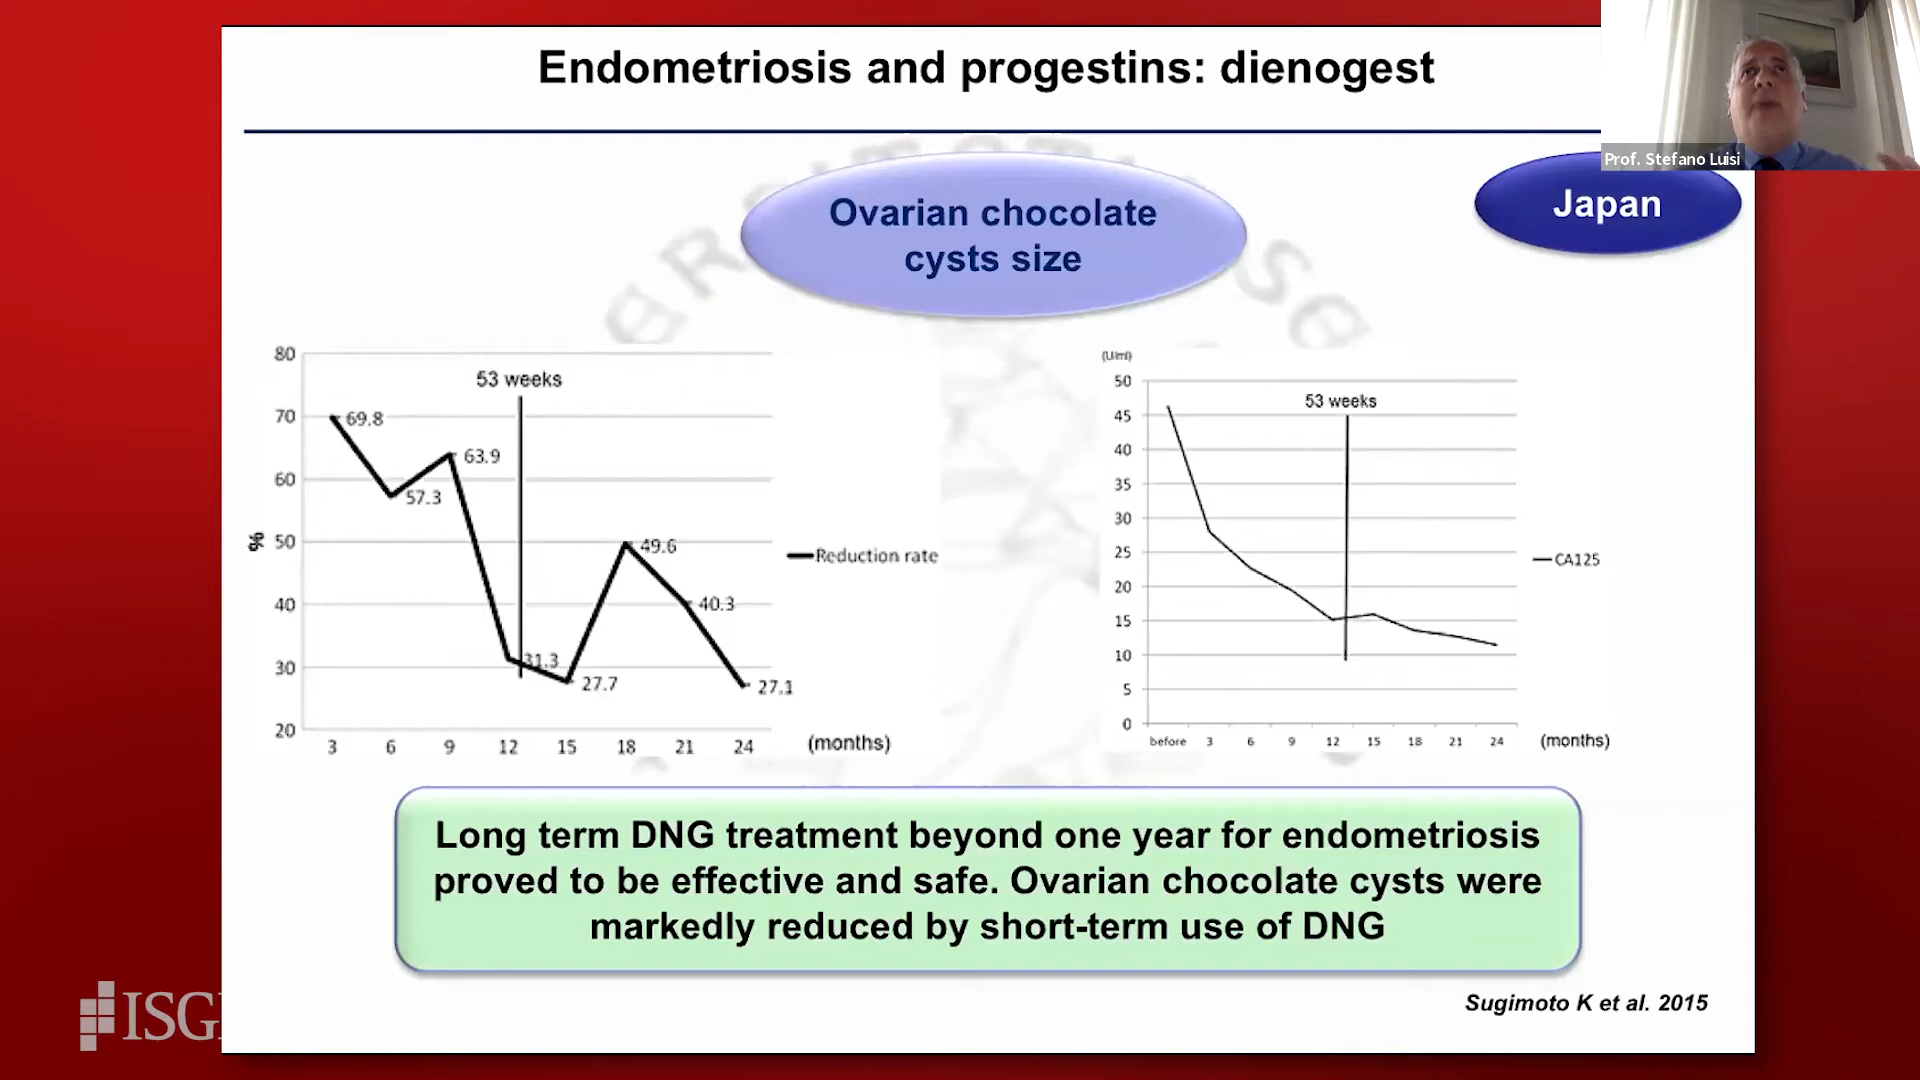 Endometriosis and progestins: dienogest
Prof. Stefano Luisi
Japan
Ovarian chocolate
cysts size
80
70
60
50
40
30
20
%
53 weeks
69.8
57.3
63.9
31.3
27.7
49.6
40.3
27.1
Reduction rate
3 6 9 12 15 18 21 24 (months)
(U/ml)
50
45
40
35
30
25
20
15
10
5
0
53 weeks
CA125
before 3 6 9 12 15 18 21 24 (months)
Long term DNG treatment beyond one year for endometriosis
proved to be effective and safe. Ovarian chocolate cysts were
markedly reduced by short-term use of DNG
Sugimoto K et al. 2015
ISG